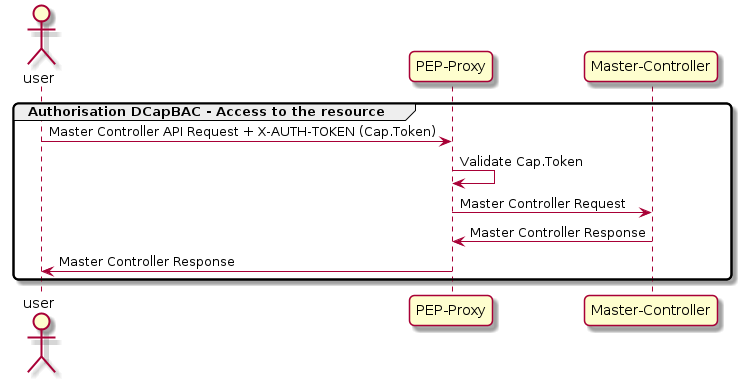 user
PEP-Proxy
Master-Controller
Authorisation DCapBAC - Access to the resource
Master Controller API Request + X-AUTH-TOKEN (Cap.Token)
Validate Cap.Token
Master Controller Request
Master Controller Response
Master Controller Response
user
PEP-Proxy
Master-Controller